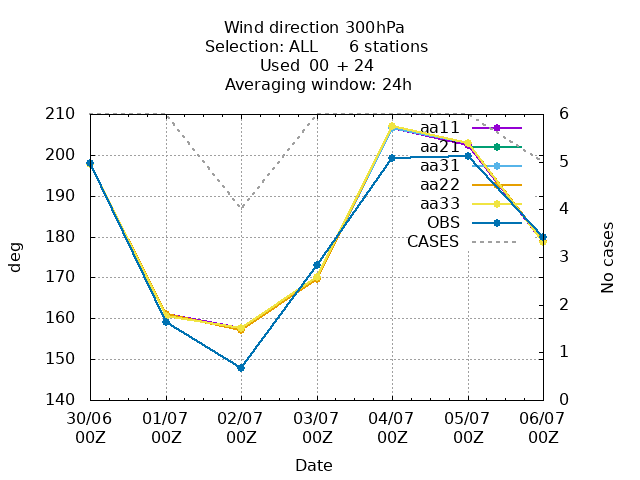 Wind direction 300hPa
Selection: ALL      6 stations
Used  00 + 24
Averaging window: 24h
210
200
190
180
170
160
150
140
deg
6
5
4
3
2
1
0
No cases
aa11
aa21
aa31
aa22
aa33
OBS
CASES
30/06 01/07 02/07 03/07 04/07 05/07 06/07
00Z 00Z 00Z 00Z 00Z 00Z 00Z
Date